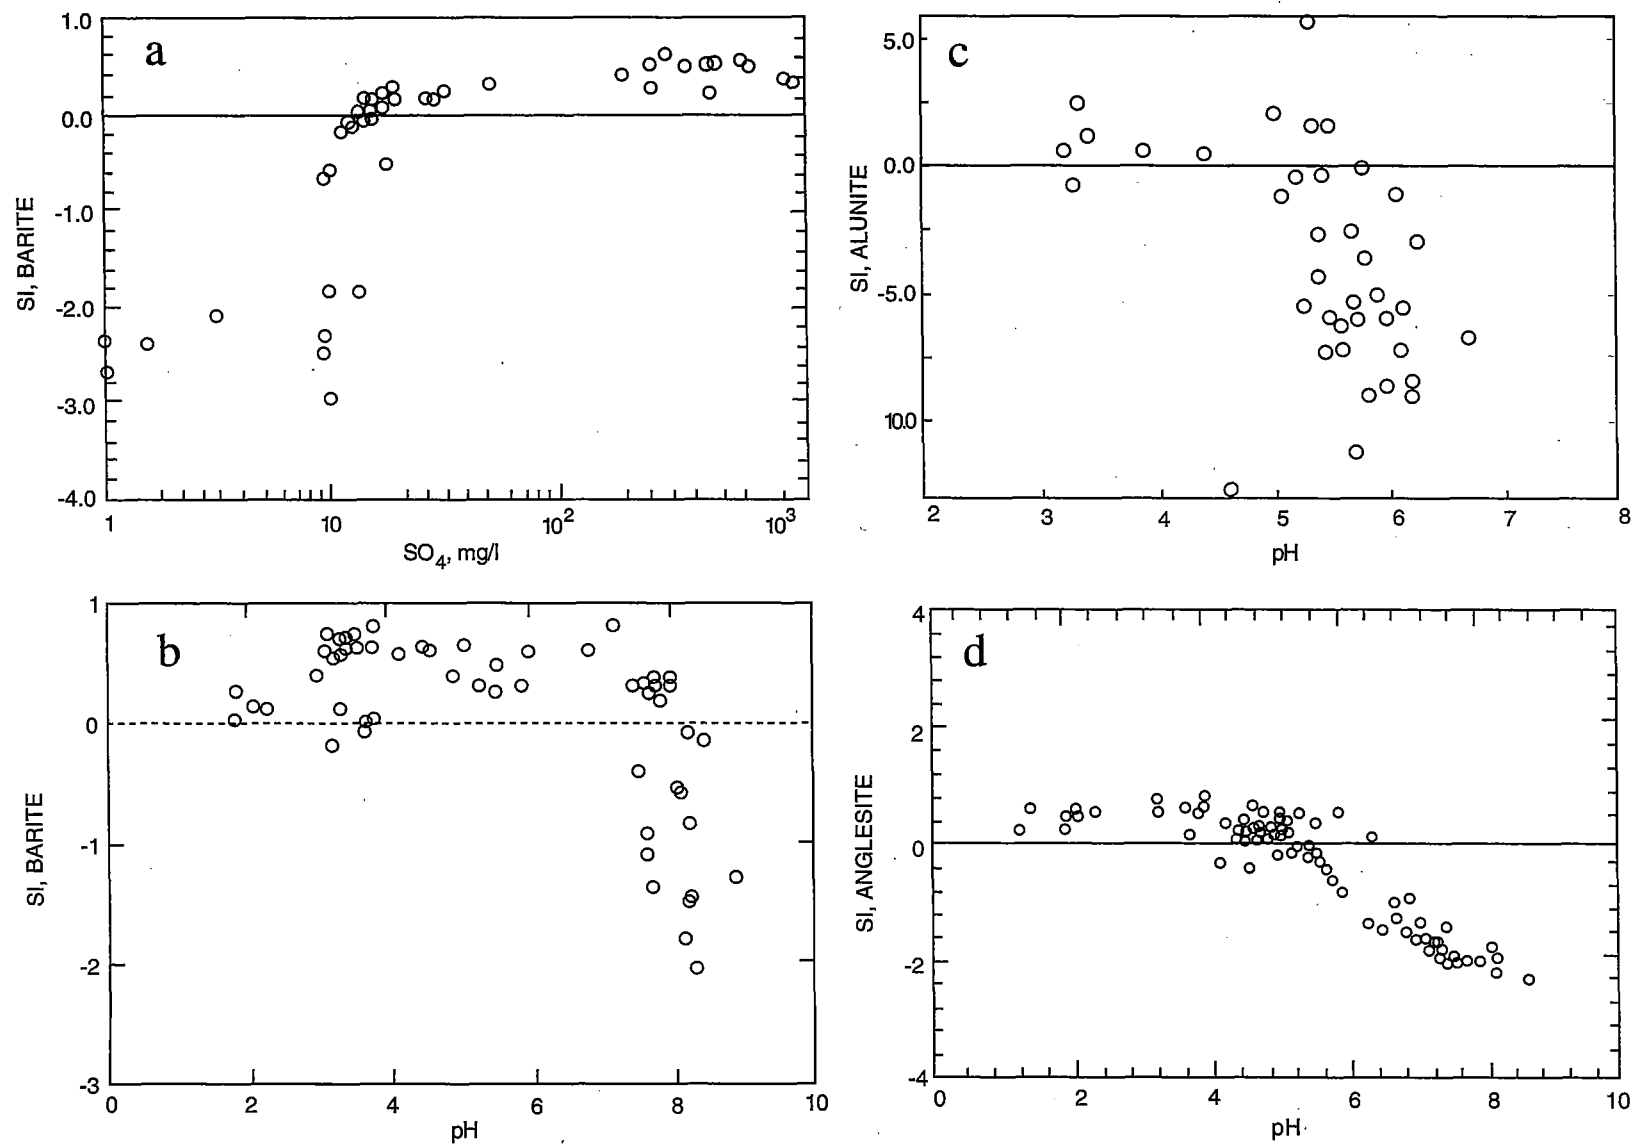 a
1.0
0.0
-1.0
-2.0
-3.0
-4.0
SI, BARITE
1 10 10² 10³
SO₄, mg/l
c
5.0
0.0
-5.0
10.0
SI, ALUNITE
2 3 4 5 6 7 8
pH
b
1
0
-1
-2
-3
SI, BARITE
0 2 4 6 8 10
pH
d
4
2
0
-2
-4
SI, ANGLESITE
0 2 4 6 8 10
pH